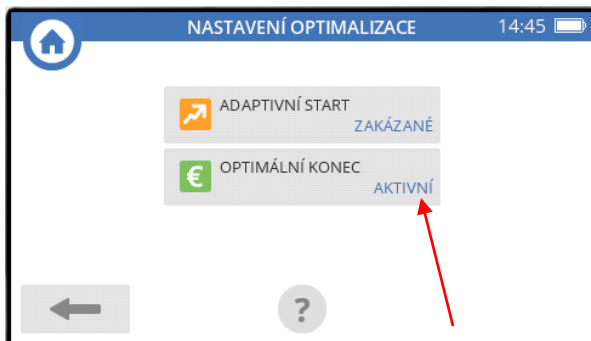 NASTAVENÍ OPTIMALIZACE 14:45
ADAPTIVNÍ START
ZAKÁZANÉ
€ OPTIMÁLNÍ KONEC
AKTIVNÍ
?